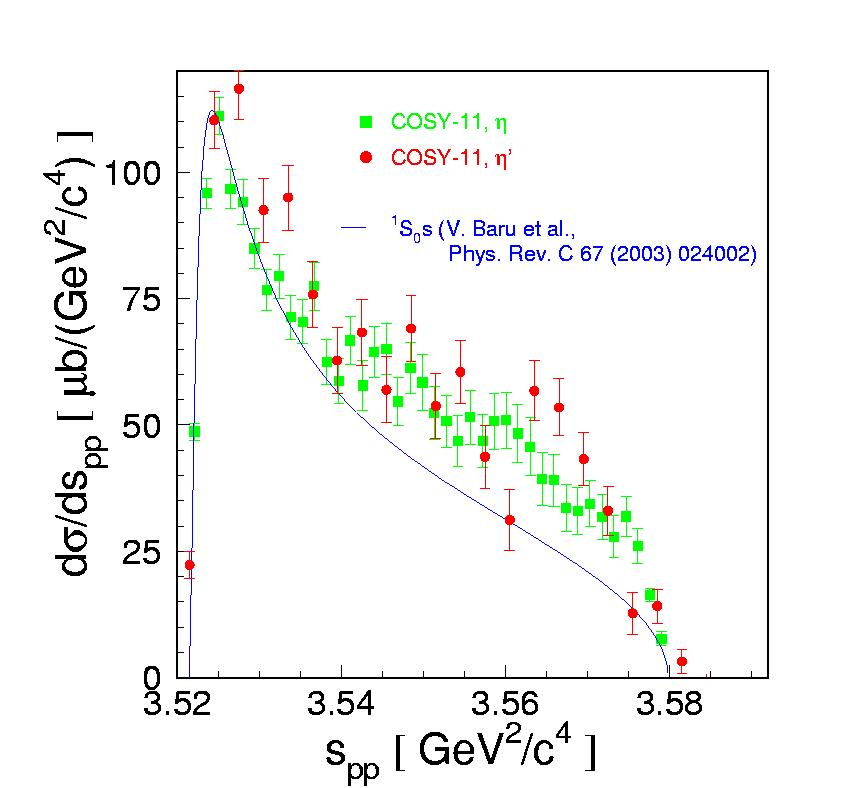 COSY-11, η
COSY-11, η'
¹S₀s (V. Baru et al.,
Phys. Rev. C 67 (2003) 024002)
dσ/ds_pp [ μb/(GeV²/c⁴) ]
100
75
50
25
0
3.52 3.54 3.56 3.58
s_pp [ GeV²/c⁴ ]